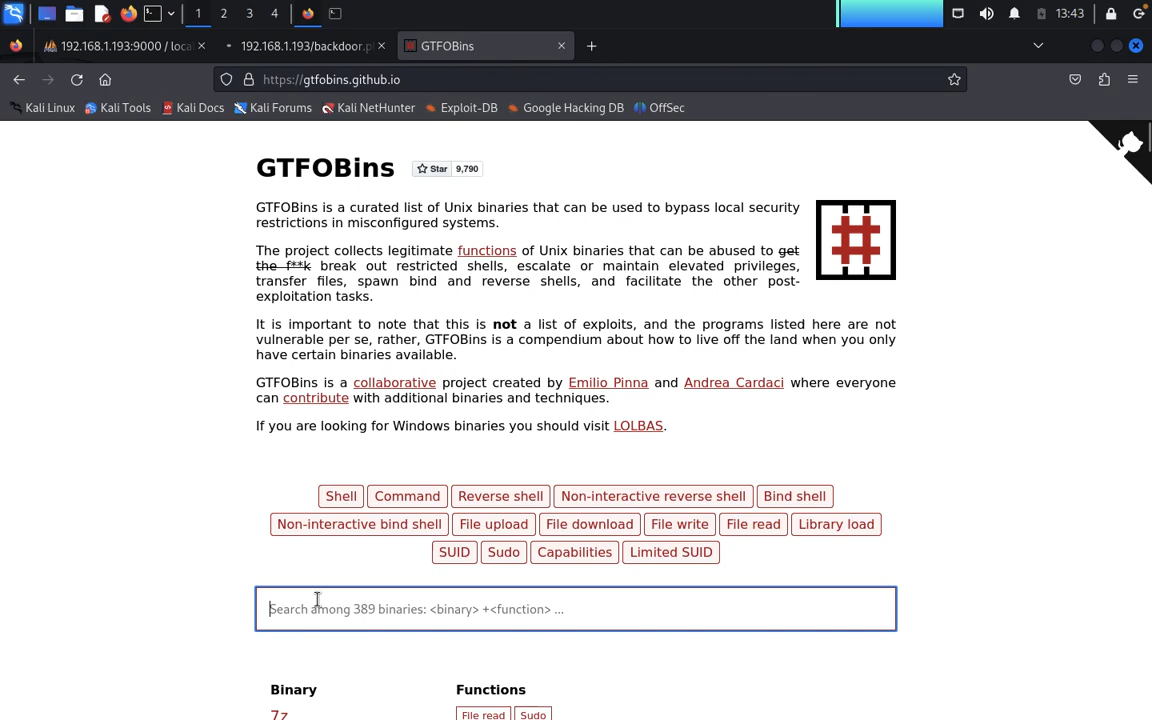 1 2 3 4 13:43
192.168.1.193:9000 / loca 192.168.1.193/backdoor.p GTFOBins
https://gtfobins.github.io
Kali Linux Kali Tools Kali Docs Kali Forums Kali NetHunter Exploit-DB Google Hacking DB OffSec
GTFOBins Star 9,790
GTFOBins is a curated list of Unix binaries that can be used to bypass local security
restrictions in misconfigured systems.
The project collects legitimate functions of Unix binaries that can be abused to get
the f**k break out restricted shells, escalate or maintain elevated privileges,
transfer files, spawn bind and reverse shells, and facilitate the other post-
exploitation tasks.
It is important to note that this is not a list of exploits, and the programs listed here are not
vulnerable per se, rather, GTFOBins is a compendium about how to live off the land when you only
have certain binaries available.
GTFOBins is a collaborative project created by Emilio Pinna and Andrea Cardaci where everyone
can contribute with additional binaries and techniques.
If you are looking for Windows binaries you should visit LOLBAS.
Shell Command Reverse shell Non-interactive reverse shell Bind shell
Non-interactive bind shell File upload File download File write File read Library load
SUID Sudo Capabilities Limited SUID
Search among 389 binaries: <binary> +<function> ...
Binary Functions
7z File read Sudo